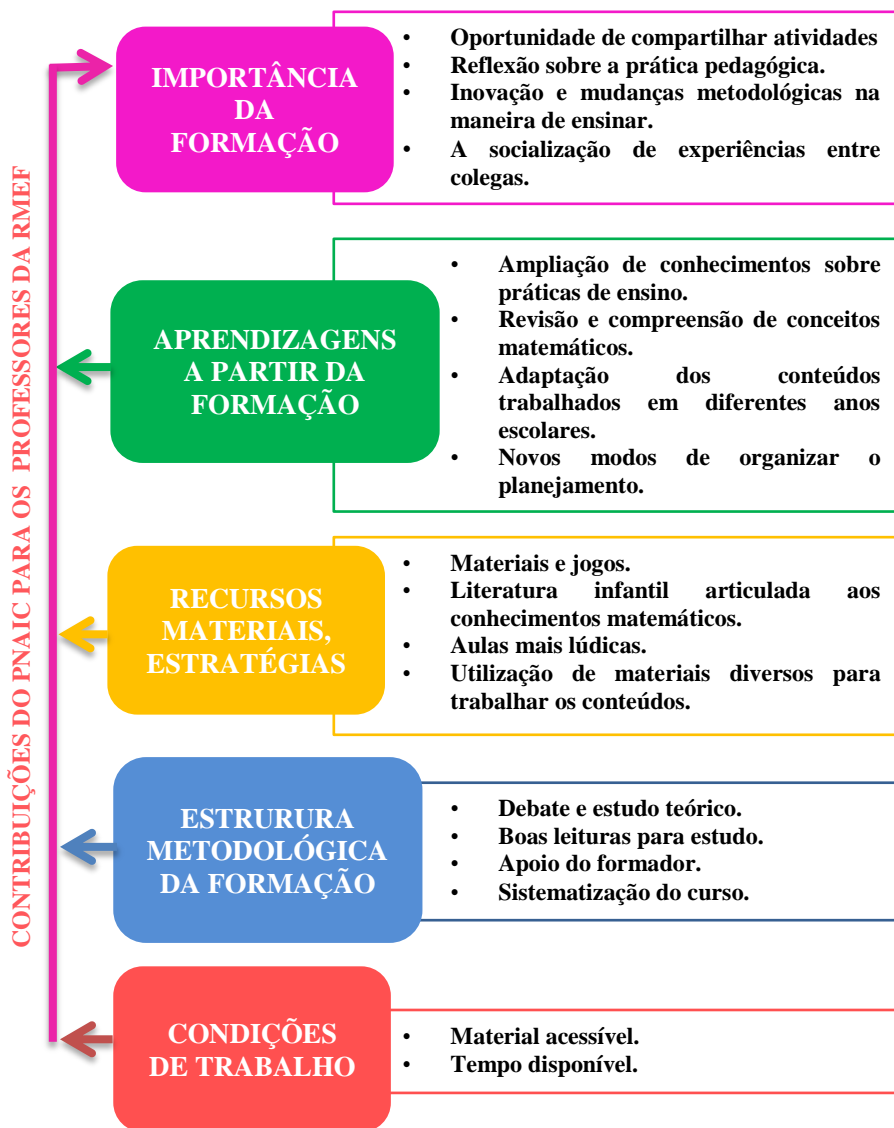 CONTRIBUIÇÕES DO PNAIC PARA OS PROFESSORES DA RMEF
IMPORTÂNCIA
DA
FORMAÇÃO
• Oportunidade de compartilhar atividades
• Reflexão sobre a prática pedagógica.
• Inovação e mudanças metodológicas na
maneira de ensinar.
• A socialização de experiências entre
colegas.
APRENDIZAGENS
A PARTIR DA
FORMAÇÃO
• Ampliação de conhecimentos sobre
práticas de ensino.
• Revisão e compreensão de conceitos
matemáticos.
• Adaptação dos conteúdos
trabalhados em diferentes anos
escolares.
• Novos modos de organizar o
planejamento.
RECURSOS
MATERIAIS,
ESTRATÉGIAS
• Materiais e jogos.
• Literatura infantil articulada aos
conhecimentos matemáticos.
• Aulas mais lúdicas.
• Utilização de materiais diversos para
trabalhar os conteúdos.
ESTRURURA
METODOLÓGICA
DA FORMAÇÃO
• Debate e estudo teórico.
• Boas leituras para estudo.
• Apoio do formador.
• Sistematização do curso.
CONDIÇÕES
DE TRABALHO
• Material acessível.
• Tempo disponível.